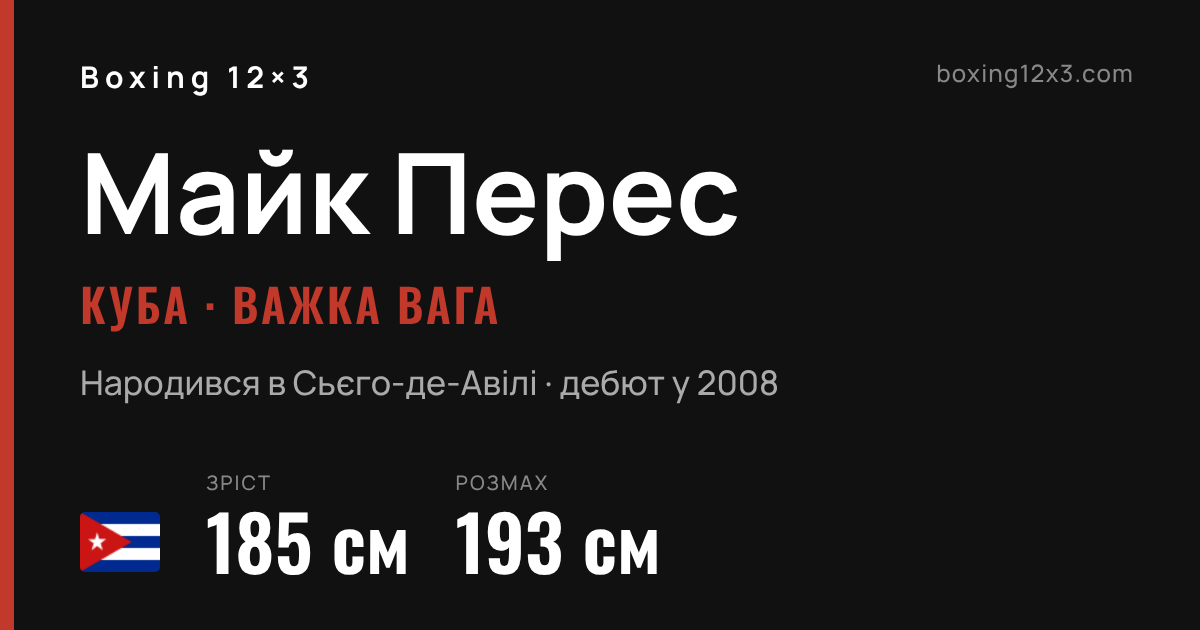 Boxing 12×3
boxing12x3.com
Майк Перес
КУБА · ВАЖКА ВАГА
Народився в Сьєго-де-Авілі · дебют у 2008
ЗРІСТ
РОЗМАХ
185 см
193 см